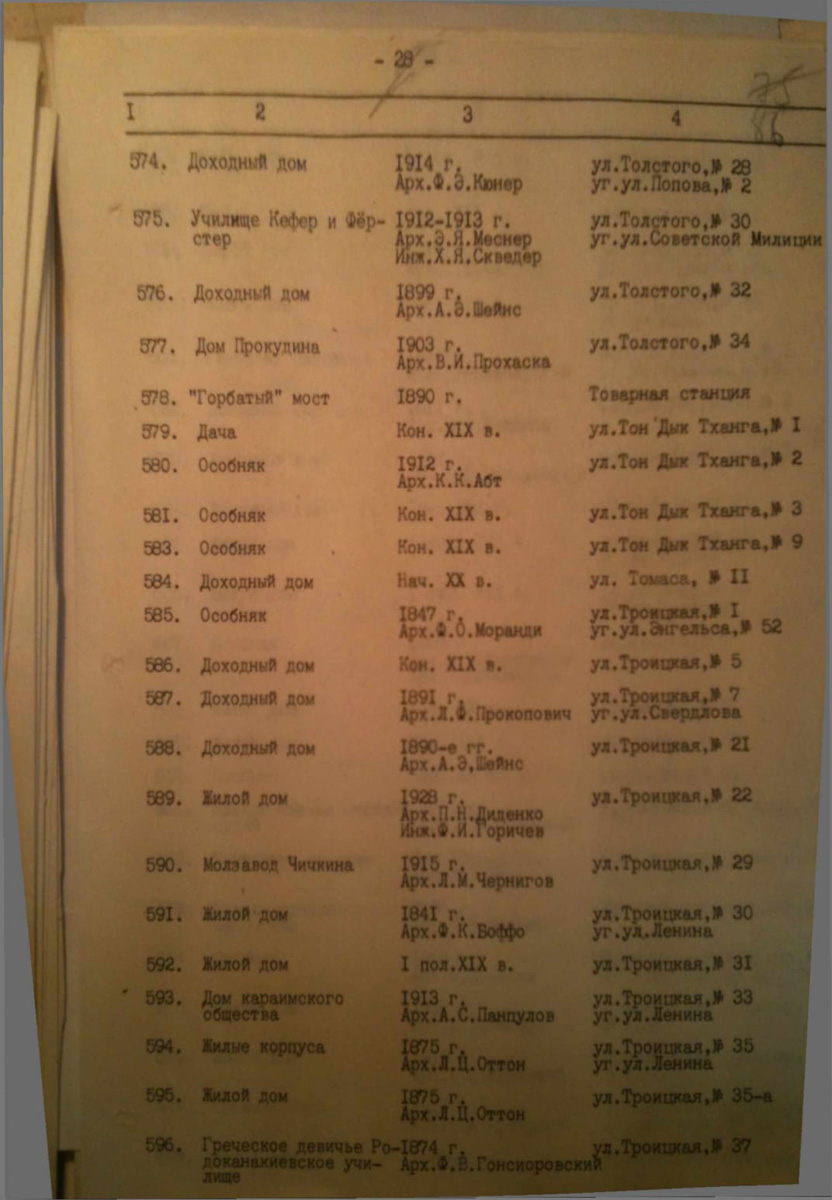 - 28 -
75
86
I 2 3 4
574. Доходный дом 1914 г. ул.Толстого,№ 28
Арх.Ф.Э.Кюнер уг.ул.Попова,№ 2
575. Училище Кефер и Фёр- 1912-1913 г. ул.Толстого,№ 30
стер Арх.Э.Я.Меснер уг.ул.Советской Милиции
Инж.Х.Я.Скведер
576. Доходный дом 1899 г. ул.Толстого,№ 32
Арх.А.Э.Шейнс
577. Дом Прокудина 1903 г. ул.Толстого,№ 34
Арх.В.И.Прохаска
578. "Горбатый" мост 1890 г. Товарная станция
579. Дача Кон. XIX в. ул.Тон Дык Тханга,№ I
580. Особняк 1912 г. ул.Тон Дык Тханга,№ 2
Арх.К.К.Абт
581. Особняк Кон. XIX в. ул.Тон Дык Тханга,№ 3
583. Особняк Кон. XIX в. ул.Тон Дык Тханга,№ 9
584. Доходный дом Нач. XX в. ул. Томаса, № II
585. Особняк 1847 г. ул.Троицкая,№ I
Арх.Ф.О.Моранди уг.ул.Энгельса,№ 52
586. Доходный дом Кон. XIX в. ул.Троицкая,№ 5
587. Доходный дом 1891 г. ул.Троицкая,№ 7
Арх.Л.Ф.Прокопович уг.ул.Свердлова
588. Доходный дом 1890-е гг. ул.Троицкая,№ 21
Арх.А.Э,Шейнс
589. Жилой дом 1928 г. ул.Троицкая,№ 22
Арх.П.Н.Диденко
Инж.Ф.И.Горичев
590. Молзавод Чичкина 1915 г. ул.Троицкая,№ 29
Арх.Л.М.Чернигов
591. Жилой дом 1841 г. ул.Троицкая,№ 30
Арх.Ф.К.Боффо уг.ул.Ленина
592. Жилой дом I пол.XIX в. ул.Троицкая,№ 31
593. Дом караимского 1913 г. ул.Троицкая,№ 33
общества Арх.А.С.Панпулов уг.ул.Ленина
594. Жилые корпуса 1875 г. ул.Троицкая,№ 35
Арх.Л.Ц.Оттон уг.ул.Ленина
595. Жилой дом 1875 г. ул.Троицкая,№ 35-а
Арх.Л.Ц.Оттон
596. Греческое девичье Ро- 1874 г. ул.Троицкая,№ 37
доканакиевское учи- Арх.Ф.В.Гонсиоровский
лище